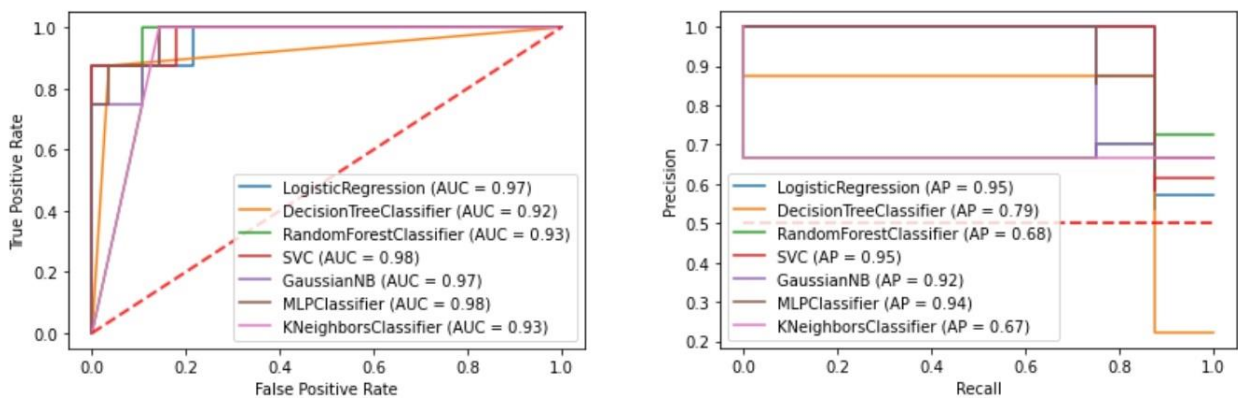 1.0
0.8
0.6
0.4
0.2
0.0
True Positive Rate
LogisticRegression (AUC = 0.97)
DecisionTreeClassifier (AUC = 0.92)
RandomForestClassifier (AUC = 0.93)
SVC (AUC = 0.98)
GaussianNB (AUC = 0.97)
MLPClassifier (AUC = 0.98)
KNeighborsClassifier (AUC = 0.93)
0.0 0.2 0.4 0.6 0.8 1.0
False Positive Rate
1.0
0.9
0.8
0.7
0.6
0.5
0.4
0.3
0.2
Precision
LogisticRegression (AP = 0.95)
DecisionTreeClassifier (AP = 0.79)
RandomForestClassifier (AP = 0.68)
SVC (AP = 0.95)
GaussianNB (AP = 0.92)
MLPClassifier (AP = 0.94)
KNeighborsClassifier (AP = 0.67)
0.0 0.2 0.4 0.6 0.8 1.0
Recall